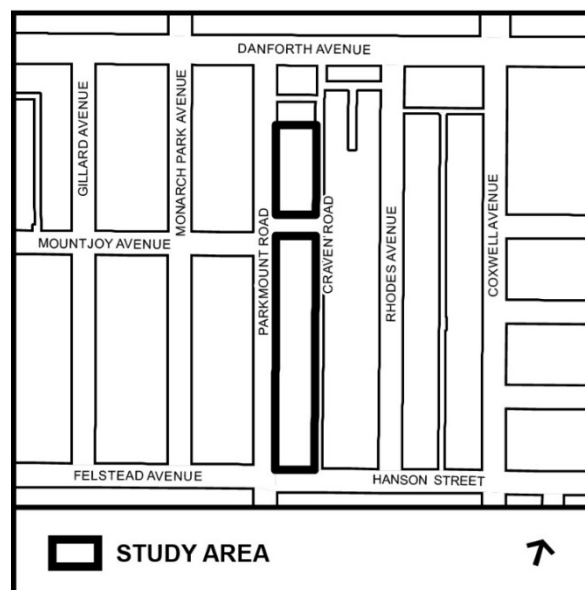 DANFORTH AVENUE
GILLARD AVENUE
MONARCH PARK AVENUE
PARKMOUNT ROAD
CRAVEN ROAD
RHODES AVENUE
COXWELL AVENUE
MOUNTJOY AVENUE
FELSTEAD AVENUE
HANSON STREET
STUDY AREA